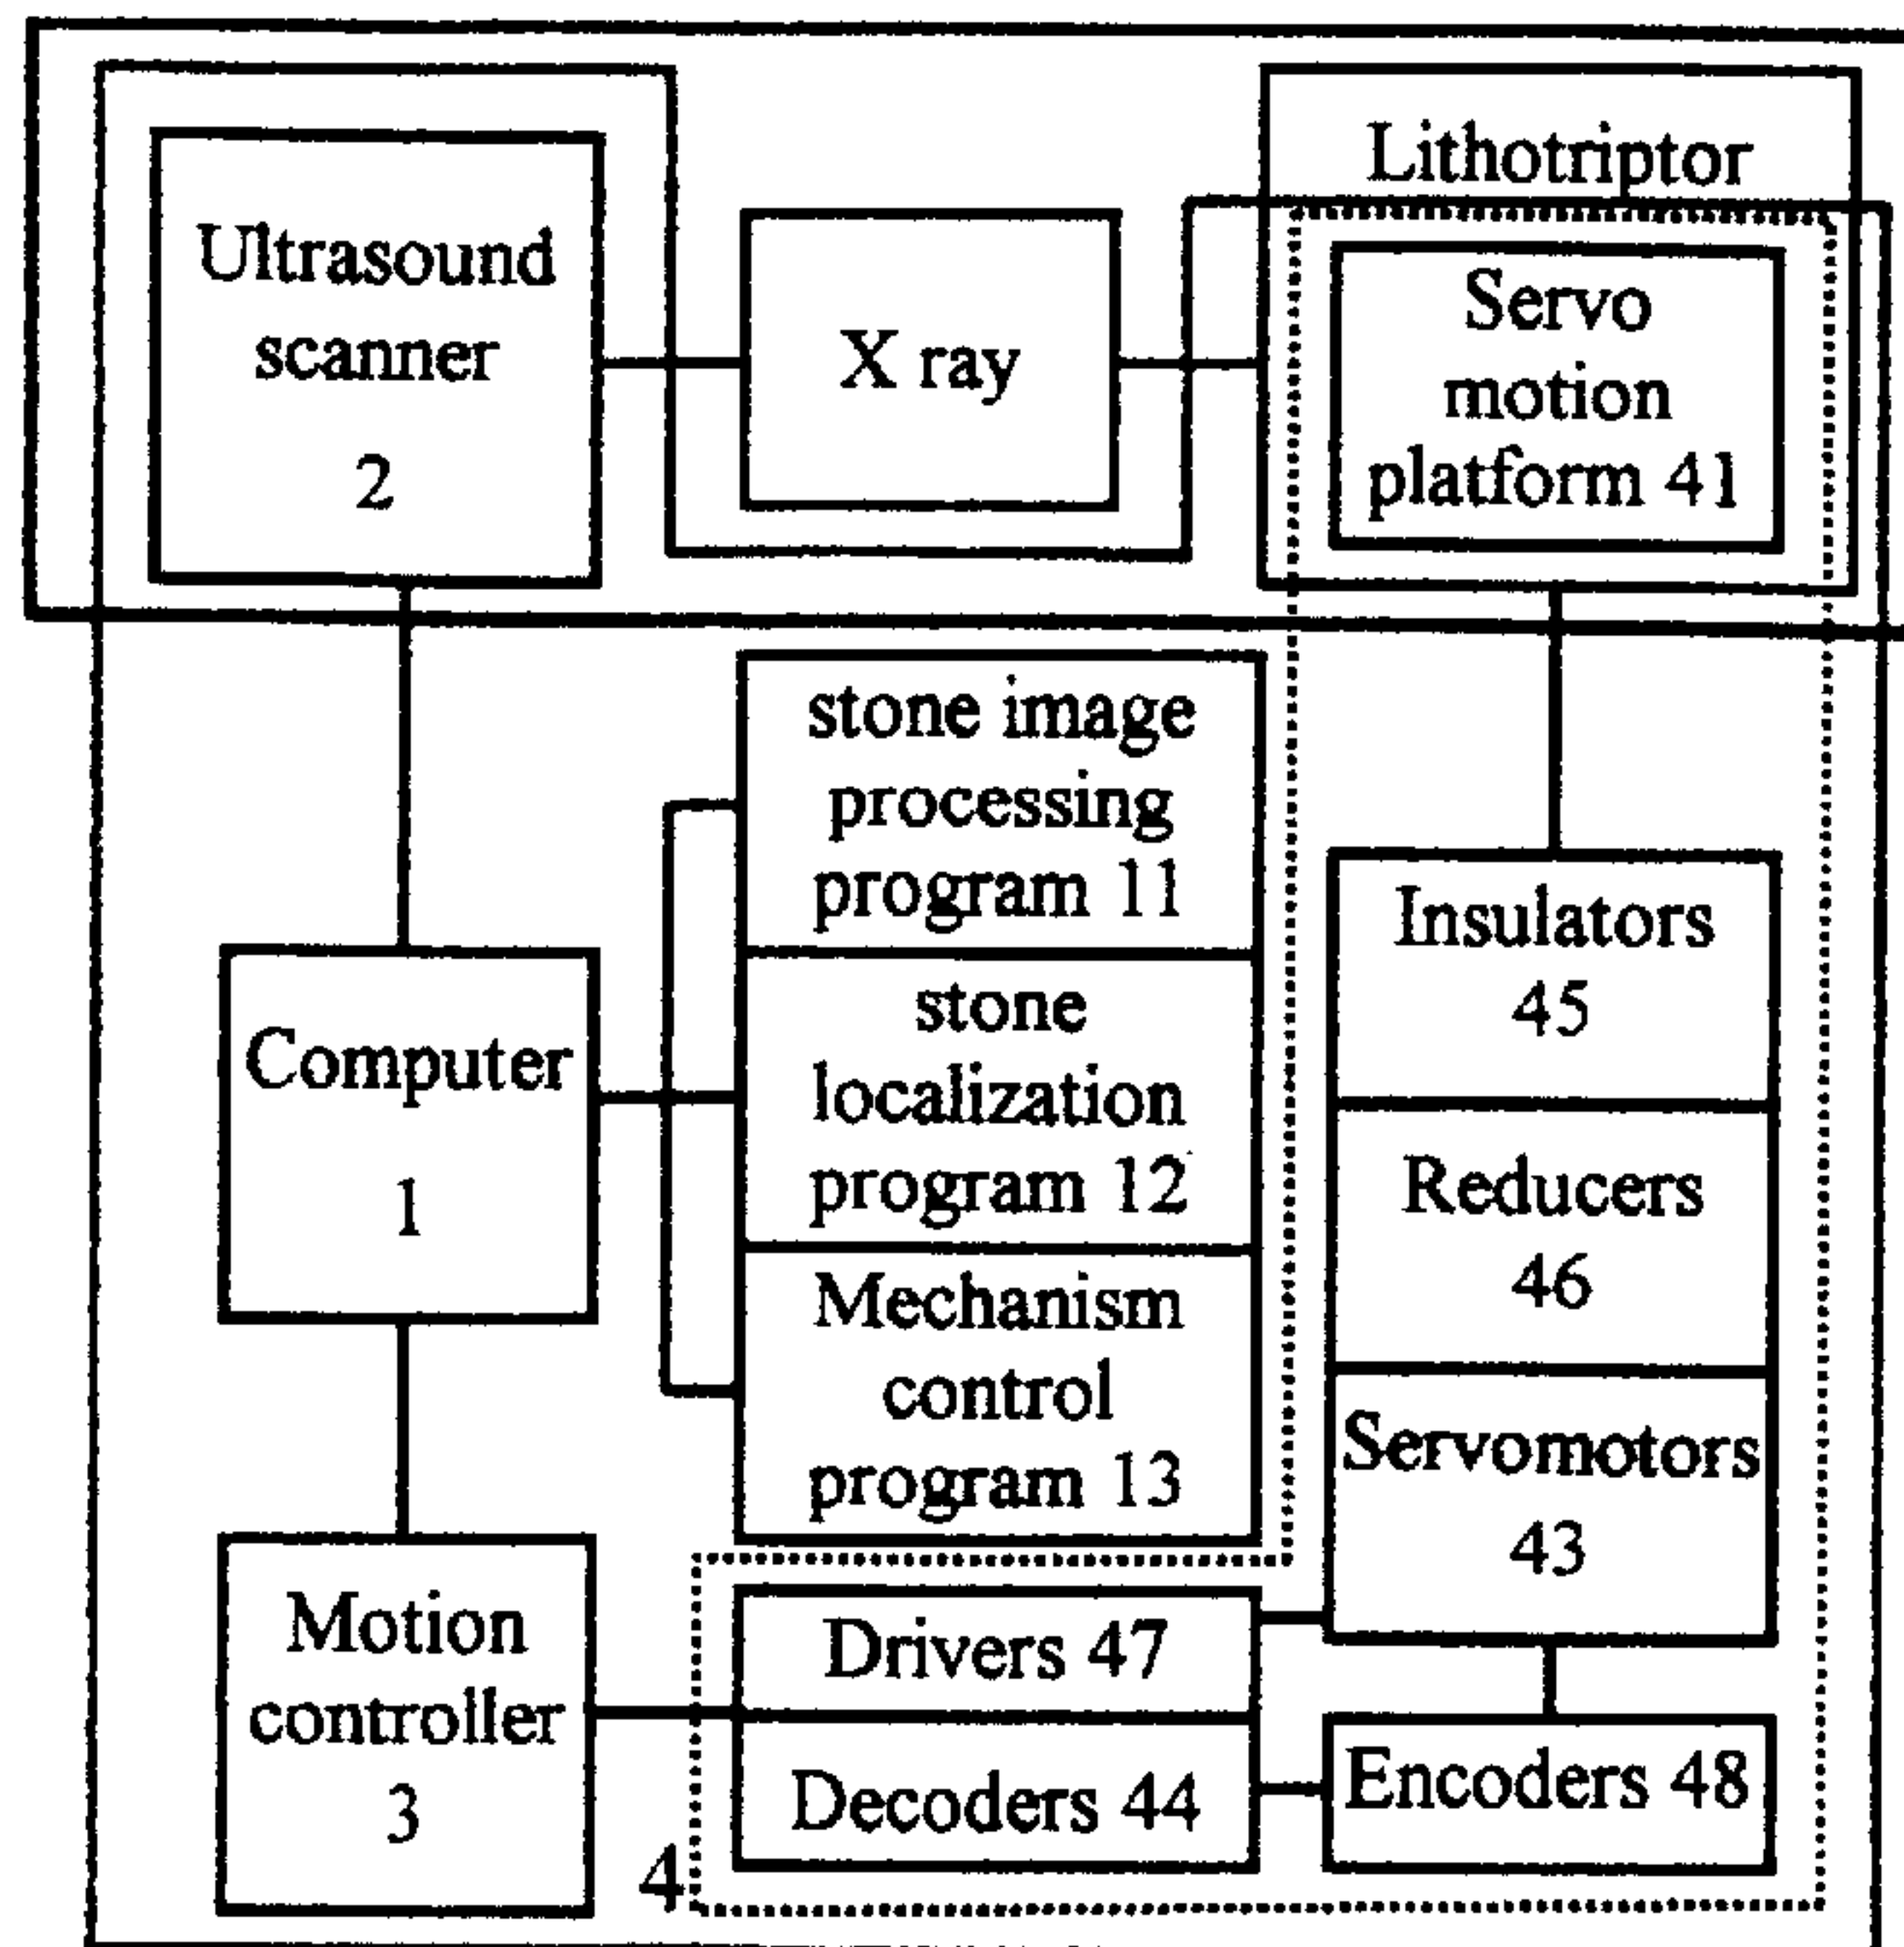 Ultrasound
scanner
2
X ray
Lithotriptor
Servo
motion
platform 41
stone image
processing
program 11
stone
localization
program 12
Mechanism
control
program 13
Computer
1
Insulators
45
Reducers
46
Servomotors
43
Motion
controller
3
Drivers 47
Decoders 44
Encoders 48
4